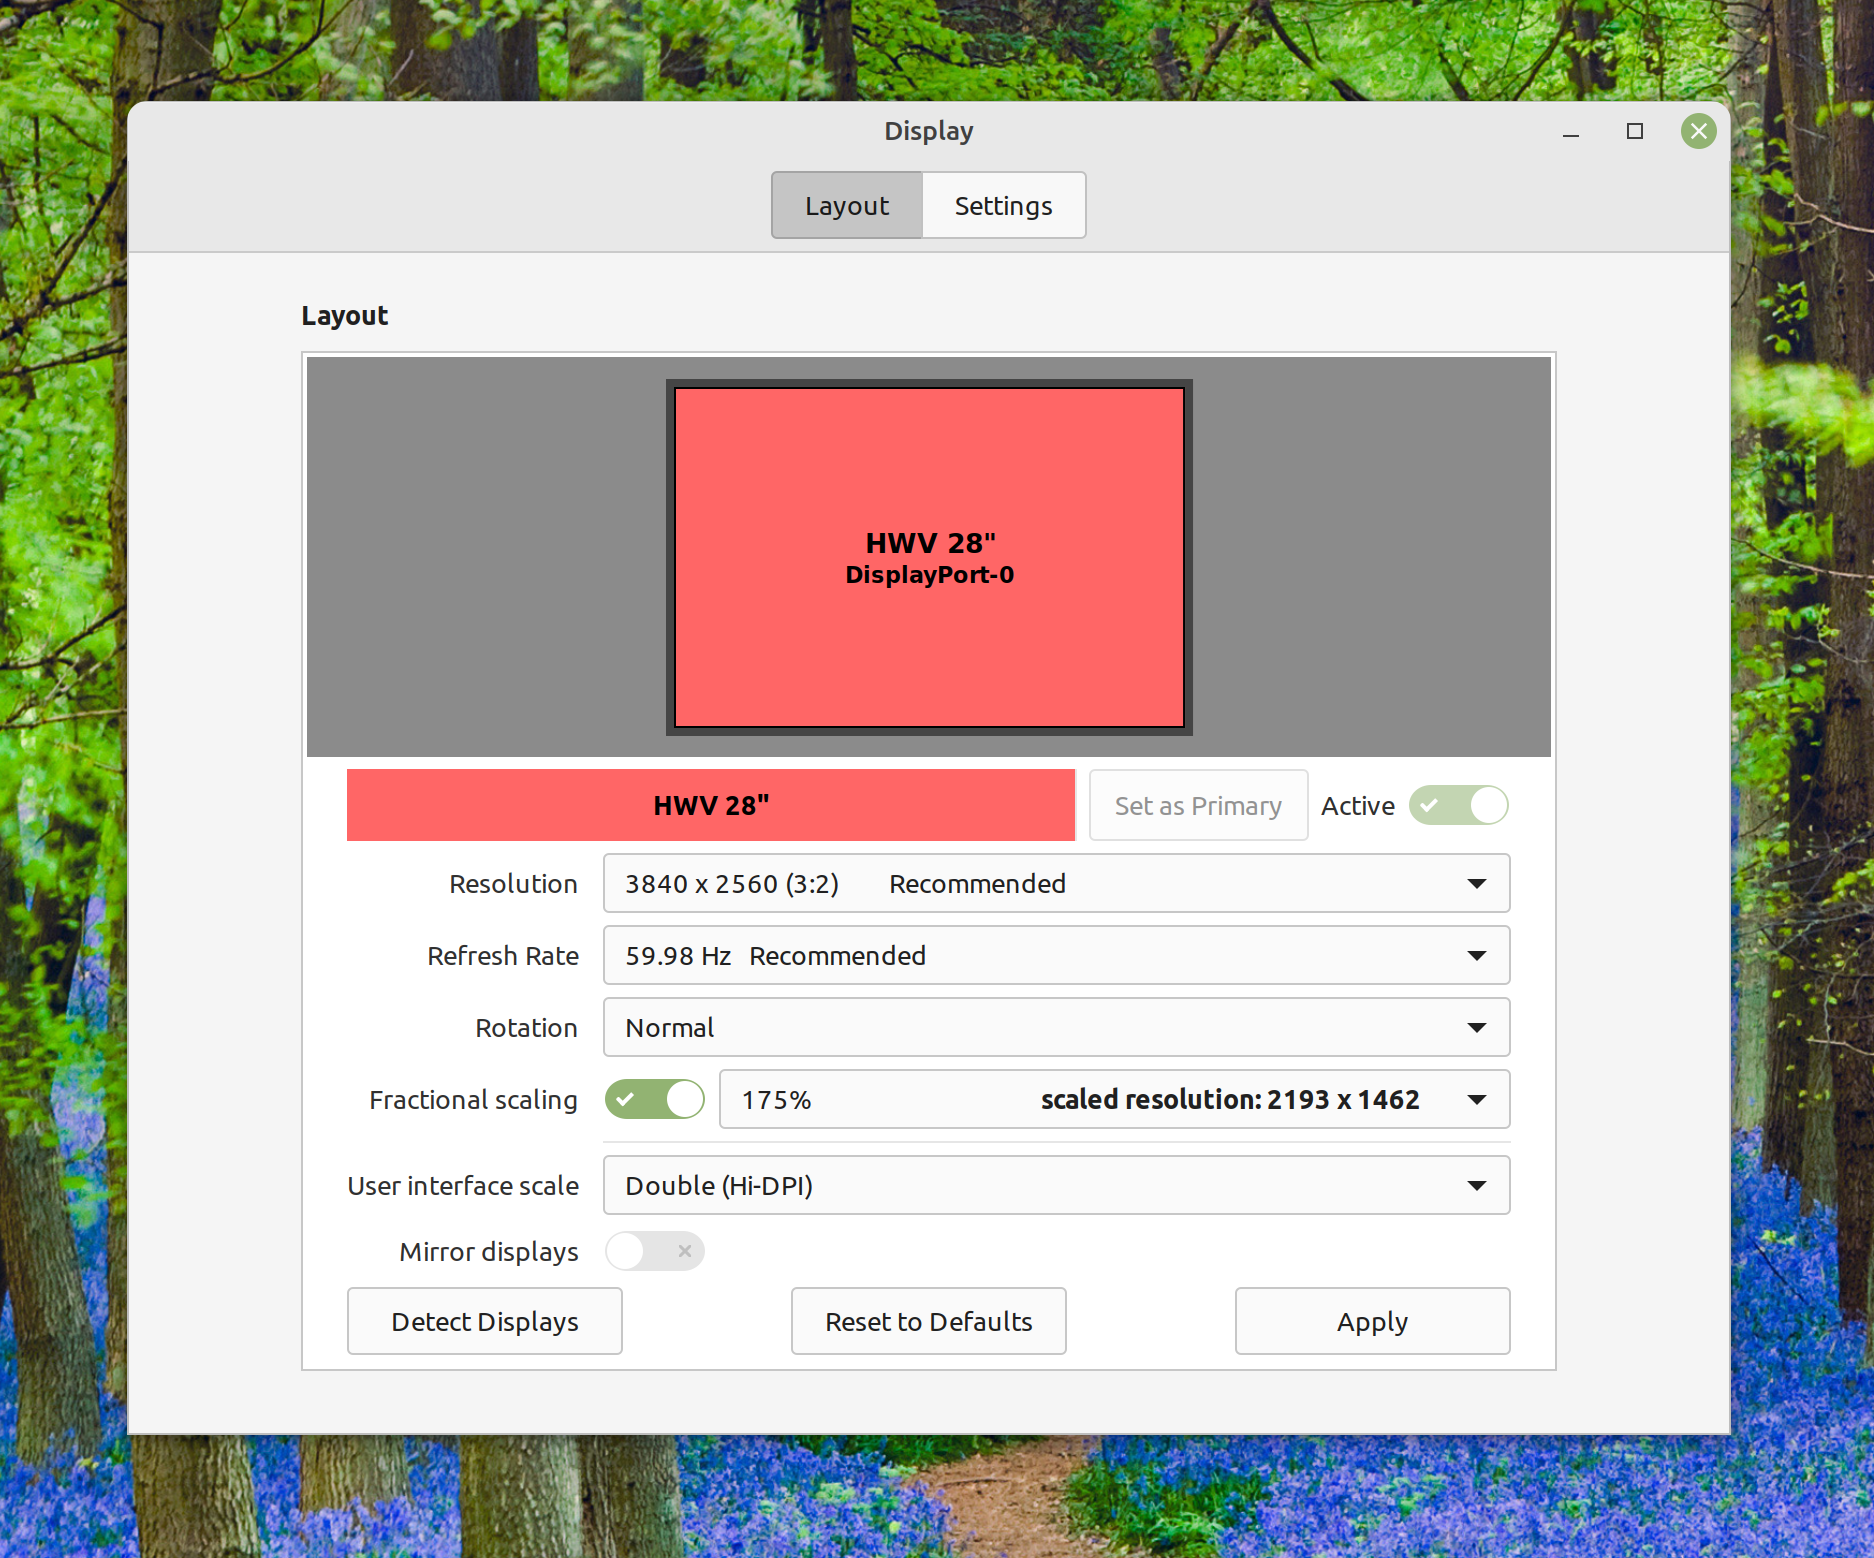 Display
Layout Settings
Layout
HWV 28"
DisplayPort-0
HWV 28" Set as Primary Active
Resolution 3840 x 2560 (3:2) Recommended
Refresh Rate 59.98 Hz Recommended
Rotation Normal
Fractional scaling 175% scaled resolution: 2193 x 1462
User interface scale Double (Hi-DPI)
Mirror displays
Detect Displays Reset to Defaults Apply